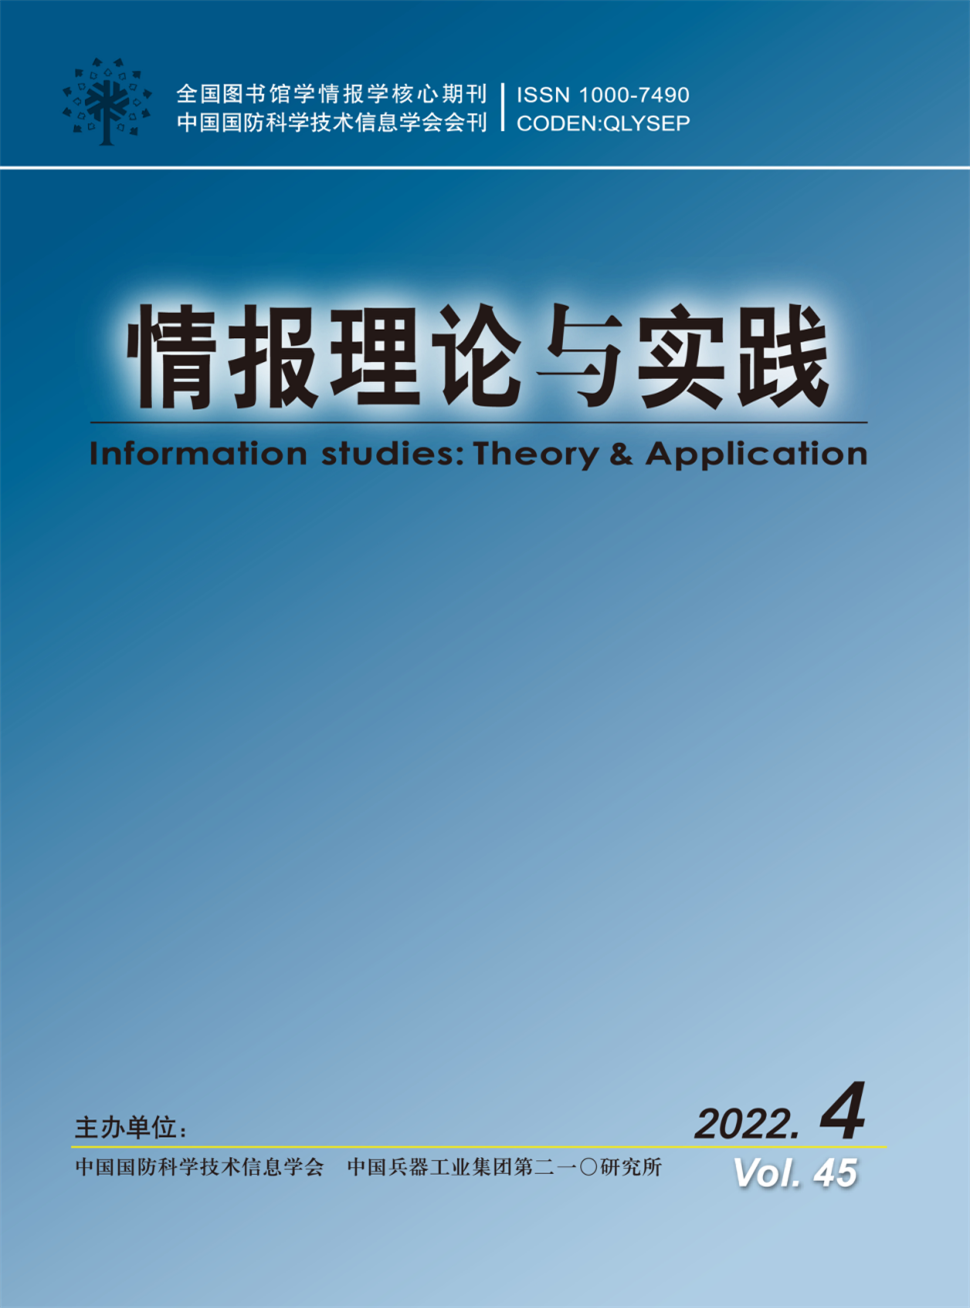 全国图书馆学情报学核心期刊
中国国防科学技术信息学会会刊
ISSN 1000-7490
CODEN:QLYSEP
情报理论与实践
Information studies: Theory & Application
主办单位：
中国国防科学技术信息学会 中国兵器工业集团第二一〇研究所
2022. 4
Vol. 45